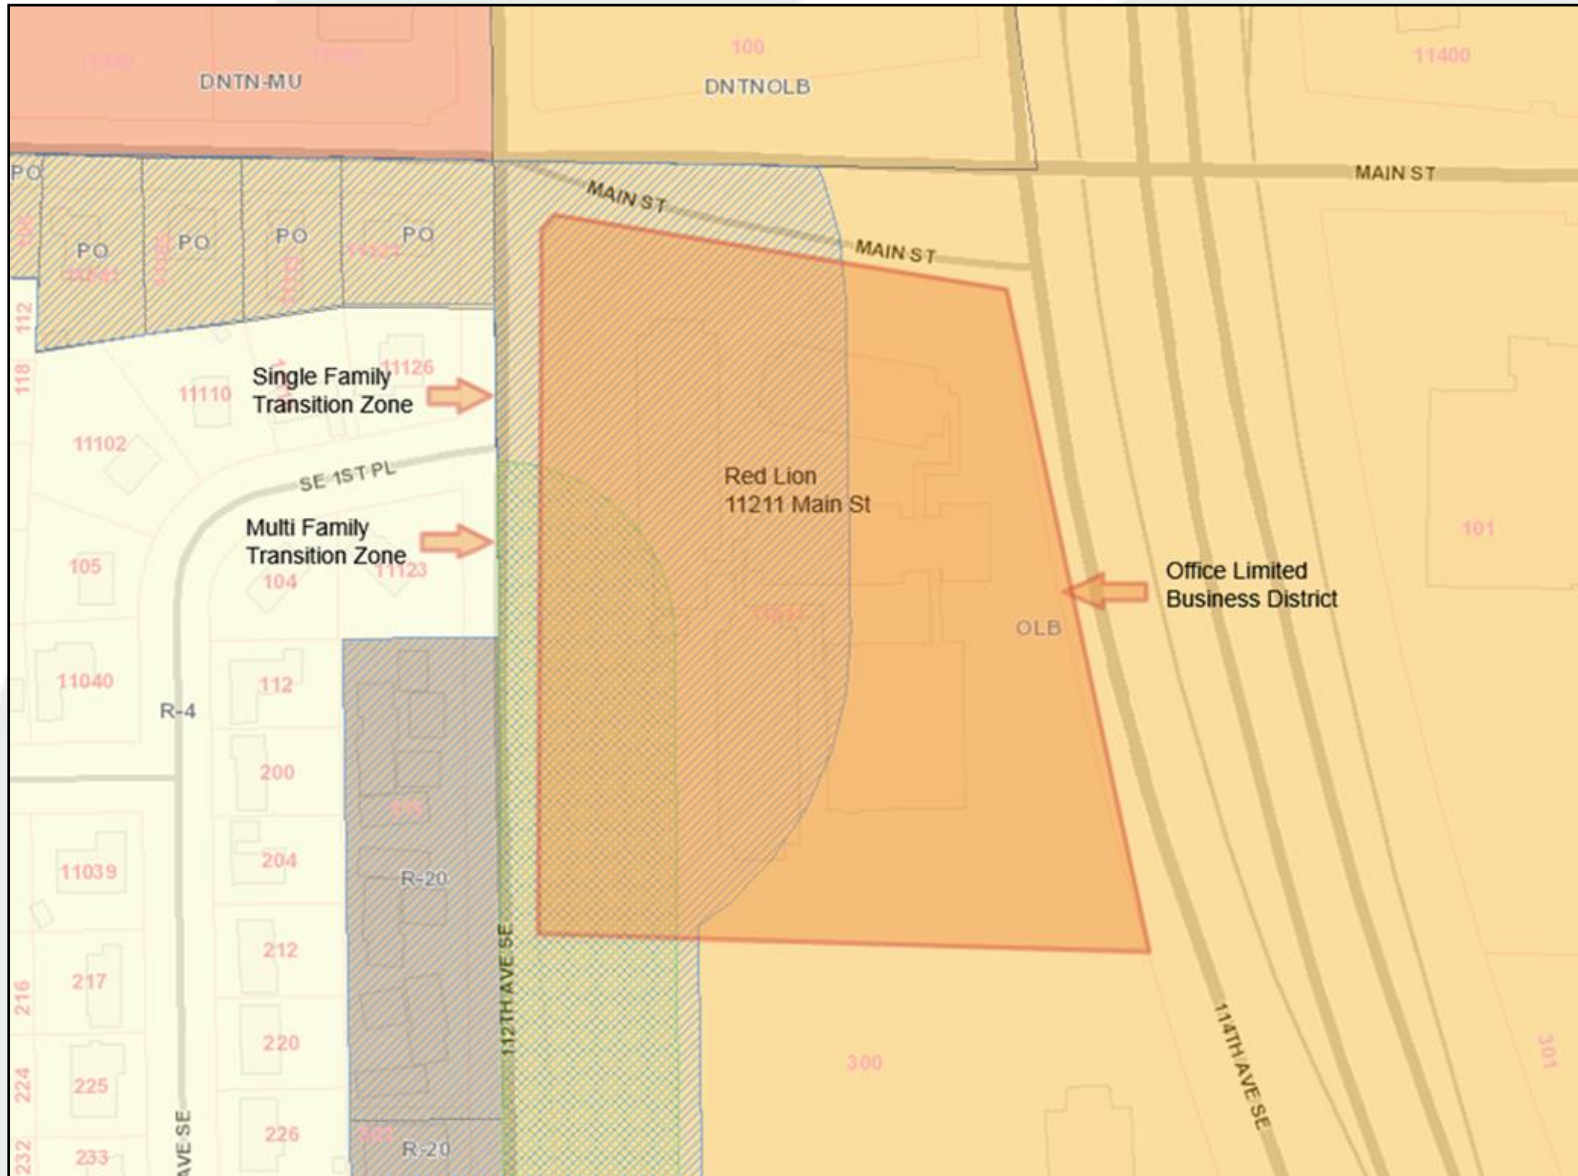 100
11400
DNTN-MU
DNTNOLB
MAIN ST
PO
MAIN ST
PO
PO
PO
PO
MAIN ST
112
118
11126
11110
Single Family
Transition Zone
11102
SE 1ST PL
Red Lion
11211 Main St
Multi Family
Transition Zone
101
105
104
11123
Office Limited
Business District
OLB
11040
112
R-4
200
204
11039
R-20
212
217
216
112TH AVE SE
220
300
114TH AVE SE
301
225
224
226
R-20
233
232
AVE SE